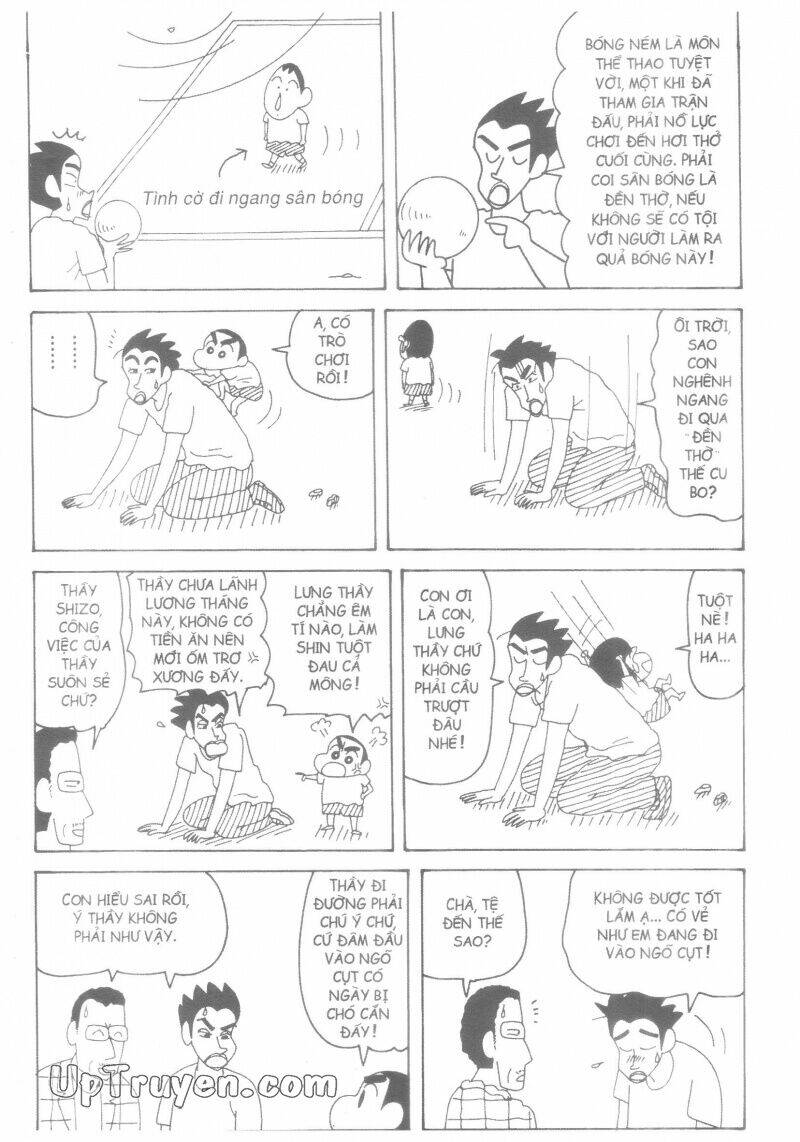 BÓNG NÉM LÀ MÔN
THỂ THAO TUYỆT
VỜI, MỘT KHI ĐÃ
THAM GIA TRẬN
ĐẤU, PHẢI NỖ LỰC
CHƠI ĐẾN HƠI THỞ
CUỐI CÙNG. PHẢI
COI SÂN BÓNG LÀ
ĐỀN THỜ, NẾU
KHÔNG SẼ CÓ TỘI
VỚI NGƯỜI LÀM RA
QUẢ BÓNG NÀY!
Tình cờ đi ngang sân bóng
ÔI TRỜI,
SAO
CON
NGHÊNH
NGANG
ĐI QUA
"ĐỀN
THỜ"
THẾ CU
BO?
A, CÓ
TRÒ
CHƠI
RỒI!
......
TUỘT
NÈ!
HA HA
HA...
CON ƠI
LÀ CON,
LƯNG
THẦY CHỨ
KHÔNG
PHẢI CẦU
TRƯỢT
ĐÂU
NHÉ!
LƯNG THẦY
CHẲNG ÊM
TÍ NÀO, LÀM
SHIN TUỘT
ĐAU CẢ
MÔNG!
THẦY CHƯA LÃNH
LƯƠNG THÁNG
NÀY, KHÔNG CÓ
TIỀN ĂN NÊN
MỚI ỐM TRƠ
XƯƠNG ĐẤY.
THẦY
SHIZO,
CÔNG
VIỆC CỦA
THẦY
SUÔN SẺ
CHỨ?
KHÔNG ĐƯỢC TỐT
LẮM Ạ... CÓ VẺ
NHƯ EM ĐANG ĐI
VÀO NGÕ CỤT!
CHÀ, TỆ
ĐẾN THẾ
SAO?
THẦY ĐI
ĐƯỜNG PHẢI
CHÚ Ý CHỨ,
CỨ ĐÂM ĐẦU
VÀO NGÕ
CỤT CÓ
NGÀY BỊ
CHÓ CẮN
ĐẤY!
CON HIỂU SAI RỒI,
Ý THẦY KHÔNG
PHẢI NHƯ VẬY.
UpTruyen.com